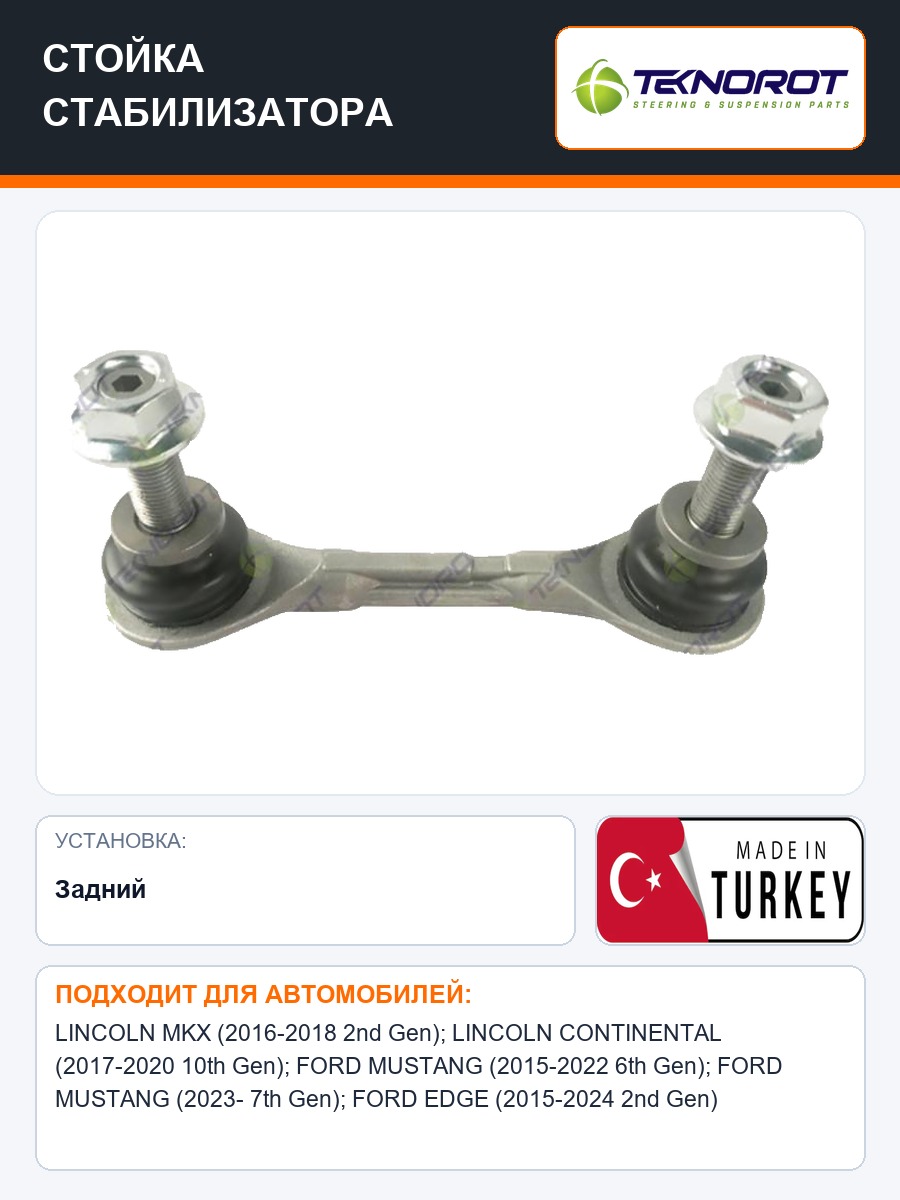 СТОЙКА
СТАБИЛИЗАТОРА
TEKNOROT
STEERING & SUSPENSION PARTS
УСТАНОВКА:
Задний
MADE IN
TURKEY
ПОДХОДИТ ДЛЯ АВТОМОБИЛЕЙ:
LINCOLN MKX (2016-2018 2nd Gen); LINCOLN CONTINENTAL
(2017-2020 10th Gen); FORD MUSTANG (2015-2022 6th Gen); FORD
MUSTANG (2023- 7th Gen); FORD EDGE (2015-2024 2nd Gen)